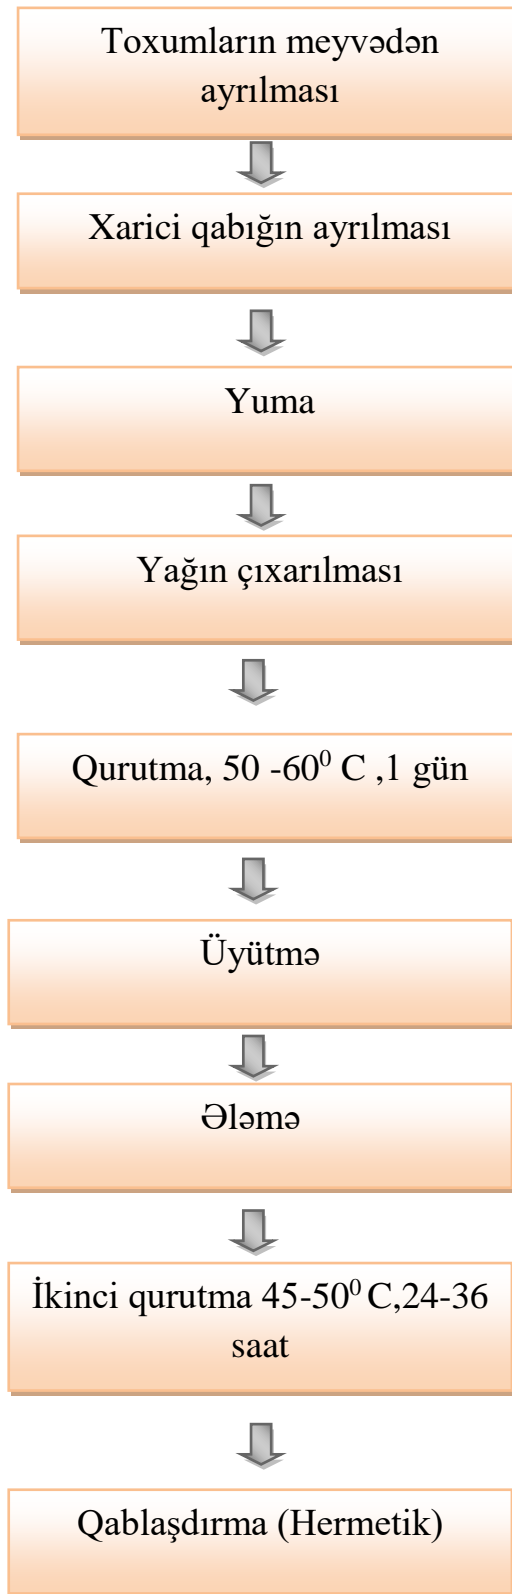 Toxumların meyvədən
ayrılması
Xarici qabığın ayrılması
Yuma
Yağın çıxarılması
Qurutma, 50 -60⁰ C ,1 gün
Üyütmə
Ələmə
İkinci qurutma 45-50⁰ C,24-36
saat
Qablaşdırma (Hermetik)